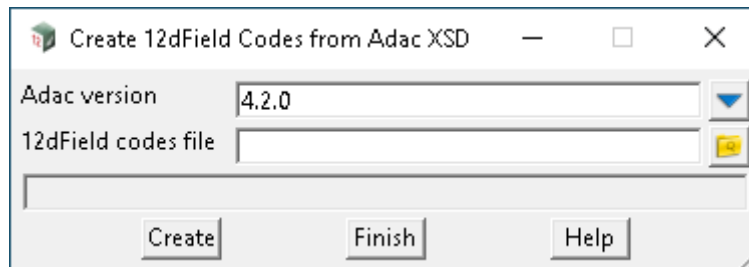 Create 12dField Codes from Adac XSD
Adac version 4.2.0
12dField codes file
Create Finish Help